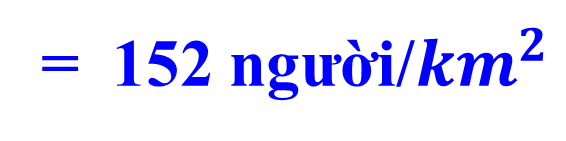 = 152 người/km²